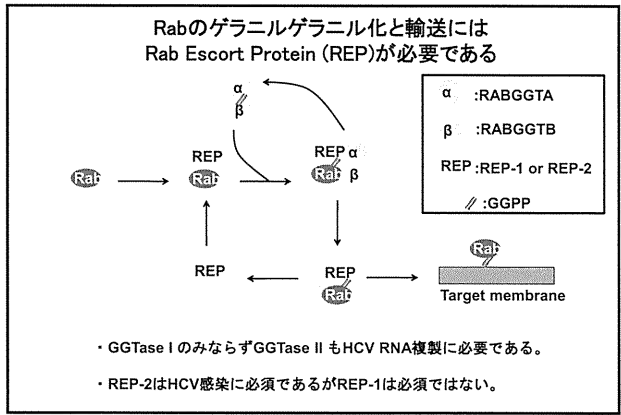 Rabのゲラニルゲラニル化と輸送には
Rab Escort Protein (REP)が必要である
α
β
α :RABGGTA
β :RABGGTB
REP :REP-1 or REP-2
:GGPP
REP
Rab
Rab
REP α
Rab β
REP
REP
Rab
Rab
Target membrane
・GGTase I のみならずGGTase II もHCV RNA複製に必要である。
・REP-2はHCV感染に必須であるがREP-1は必須ではない。